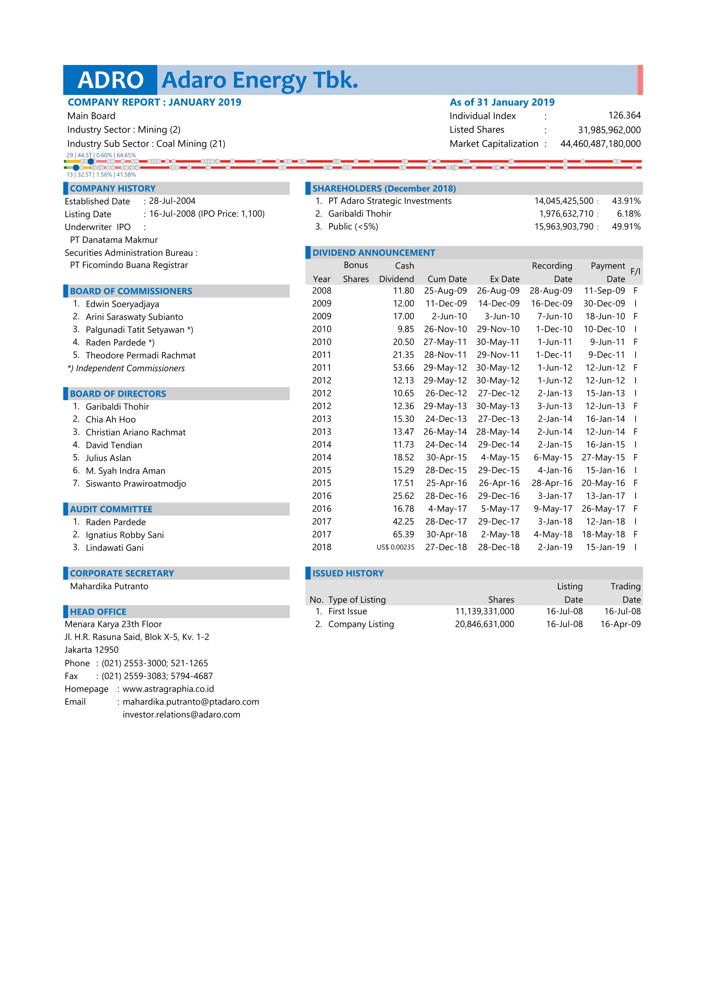 ADRO Adaro Energy Tbk.
COMPANY REPORT : JANUARY 2019
Main Board
Industry Sector : Mining (2)
Industry Sub Sector : Coal Mining (21)
As of 31 January 2019
Individual Index : 126.364
Listed Shares : 31,985,962,000
Market Capitalization : 44,460,487,180,000
29 | 44.5T | 0.60% | 64.65%
13 | 32.5T | 1.56% | 41.58%
COMPANY HISTORY
Established Date : 28-Jul-2004
Listing Date : 16-Jul-2008 (IPO Price: 1,100)
Underwriter IPO :
PT Danatama Makmur
Securities Administration Bureau :
PT Ficomindo Buana Registrar
BOARD OF COMMISSIONERS
1. Edwin Soeryadjaya
2. Arini Saraswaty Subianto
3. Palgunadi Tatit Setyawan *)
4. Raden Pardede *)
5. Theodore Permadi Rachmat
*) Independent Commissioners
BOARD OF DIRECTORS
1. Garibaldi Thohir
2. Chia Ah Hoo
3. Christian Ariano Rachmat
4. David Tendian
5. Julius Aslan
6. M. Syah Indra Aman
7. Siswanto Prawiroatmodjo
AUDIT COMMITTEE
1. Raden Pardede
2. Ignatius Robby Sani
3. Lindawati Gani
CORPORATE SECRETARY
Mahardika Putranto
HEAD OFFICE
Menara Karya 23th Floor
Jl. H.R. Rasuna Said, Blok X-5, Kv. 1-2
Jakarta 12950
Phone : (021) 2553-3000; 521-1265
Fax : (021) 2559-3083; 5794-4687
Homepage : www.astragraphia.co.id
Email : mahardika.putranto@ptadaro.com
investor.relations@adaro.com
SHAREHOLDERS (December 2018)
1. PT Adaro Strategic Investments 14,045,425,500 : 43.91%
2. Garibaldi Thohir 1,976,632,710 : 6.18%
3. Public (<5%) 15,963,903,790 : 49.91%
DIVIDEND ANNOUNCEMENT
Bonus Cash Recording Payment F/I
Year Shares Dividend Cum Date Ex Date Date Date
2008 11.80 25-Aug-09 26-Aug-09 28-Aug-09 11-Sep-09 F
2009 12.00 11-Dec-09 14-Dec-09 16-Dec-09 30-Dec-09 I
2009 17.00 2-Jun-10 3-Jun-10 7-Jun-10 18-Jun-10 F
2010 9.85 26-Nov-10 29-Nov-10 1-Dec-10 10-Dec-10 I
2010 20.50 27-May-11 30-May-11 1-Jun-11 9-Jun-11 F
2011 21.35 28-Nov-11 29-Nov-11 1-Dec-11 9-Dec-11 I
2011 53.66 29-May-12 30-May-12 1-Jun-12 12-Jun-12 F
2012 12.13 29-May-12 30-May-12 1-Jun-12 12-Jun-12 I
2012 10.65 26-Dec-12 27-Dec-12 2-Jan-13 15-Jan-13 I
2012 12.36 29-May-13 30-May-13 3-Jun-13 12-Jun-13 F
2013 15.30 24-Dec-13 27-Dec-13 2-Jan-14 16-Jan-14 I
2013 13.47 26-May-14 28-May-14 2-Jun-14 12-Jun-14 F
2014 11.73 24-Dec-14 29-Dec-14 2-Jan-15 16-Jan-15 I
2014 18.52 30-Apr-15 4-May-15 6-May-15 27-May-15 F
2015 15.29 28-Dec-15 29-Dec-15 4-Jan-16 15-Jan-16 I
2015 17.51 25-Apr-16 26-Apr-16 28-Apr-16 20-May-16 F
2016 25.62 28-Dec-16 29-Dec-16 3-Jan-17 13-Jan-17 I
2016 16.78 4-May-17 5-May-17 9-May-17 26-May-17 F
2017 42.25 28-Dec-17 29-Dec-17 3-Jan-18 12-Jan-18 I
2017 65.39 30-Apr-18 2-May-18 4-May-18 18-May-18 F
2018 US$ 0.00235 27-Dec-18 28-Dec-18 2-Jan-19 15-Jan-19 I
ISSUED HISTORY
Listing Trading
No. Type of Listing Shares Date Date
1. First Issue 11,139,331,000 16-Jul-08 16-Jul-08
2. Company Listing 20,846,631,000 16-Jul-08 16-Apr-09